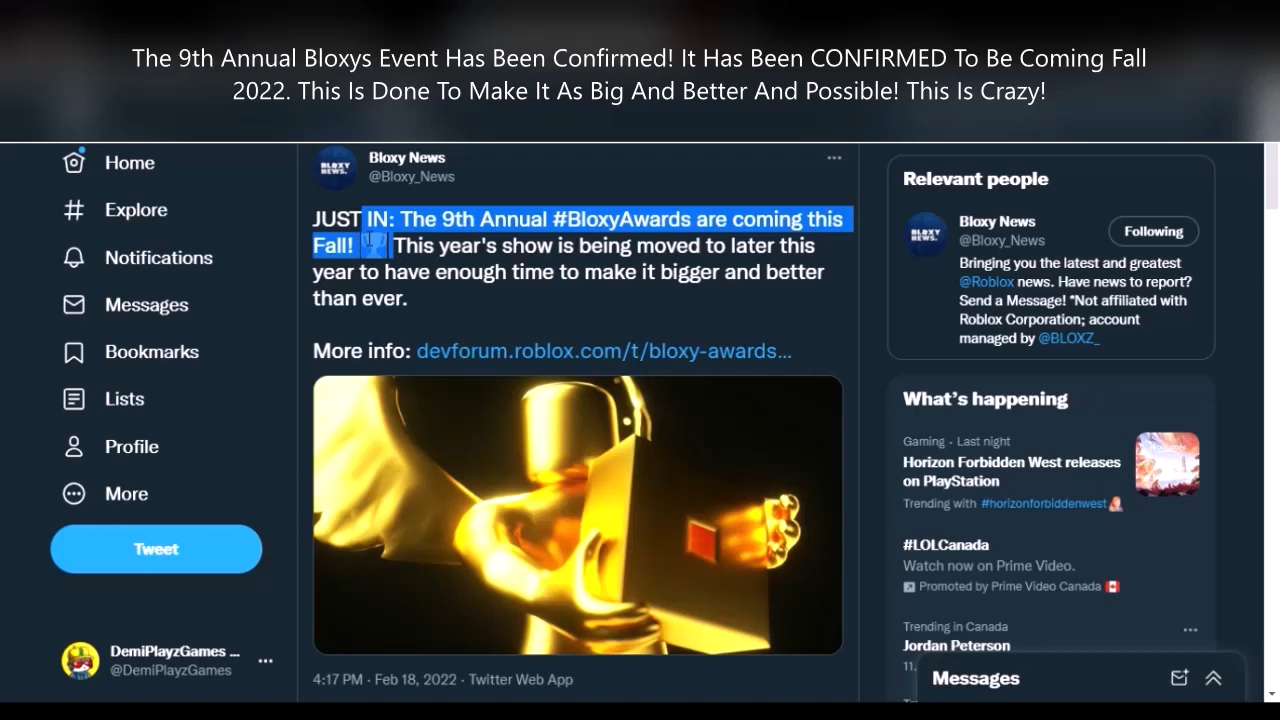 The 9th Annual Bloxys Event Has Been Confirmed! It Has Been CONFIRMED To Be Coming Fall
2022. This Is Done To Make It As Big And Better And Possible! This Is Crazy!
Home
Explore
Notifications
Messages
Bookmarks
Lists
Profile
More
Tweet
DemiPlayzGames ...
@DemiPlayzGames
BLOXY
NEWS.
Bloxy News
@Bloxy_News
JUST IN: The 9th Annual #BloxyAwards are coming this
Fall! This year's show is being moved to later this
year to have enough time to make it bigger and better
than ever.
More info: devforum.roblox.com/t/bloxy-awards...
4:17 PM · Feb 18, 2022 · Twitter Web App
Relevant people
BLOXY
NEWS.
Bloxy News
@Bloxy_News
Following
Bringing you the latest and greatest
@Roblox news. Have news to report?
Send a Message! *Not affiliated with
Roblox Corporation; account
managed by @BLOXZ_
What's happening
Gaming · Last night
Horizon Forbidden West releases
on PlayStation
Trending with #horizonforbiddenwest
#LOLCanada
Watch now on Prime Video.
Promoted by Prime Video Canada
Trending in Canada
Jordan Peterson
11.
Messages